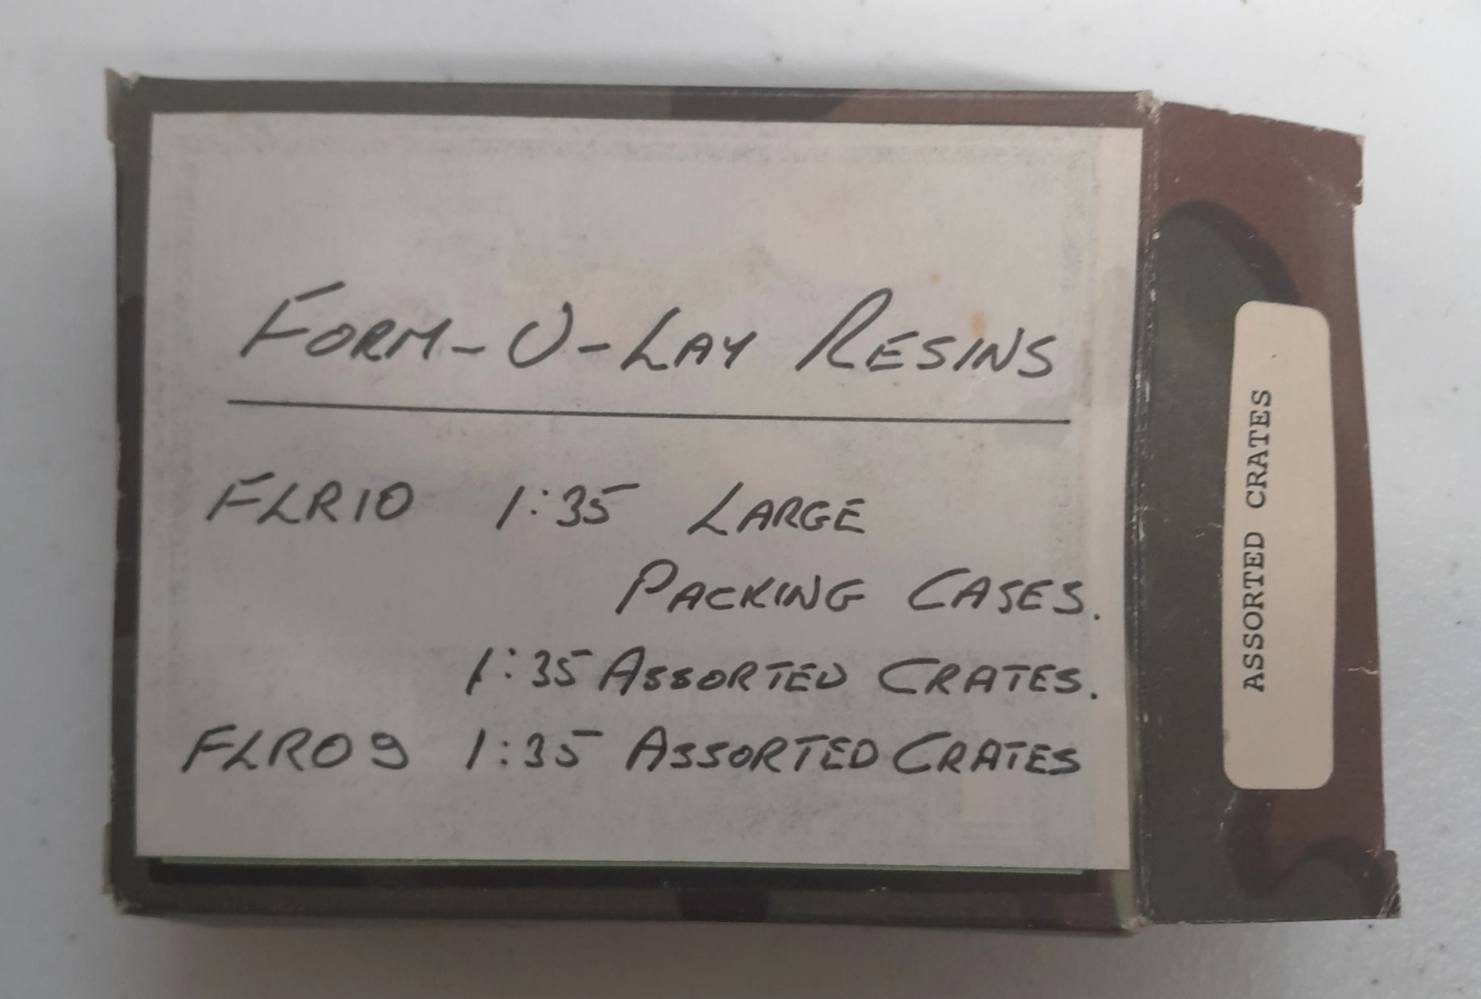 FORM-U-LAY RESINS
FLR10 1:35 LARGE
PACKING CASES.
1:35 ASSORTED CRATES.
FLR09 1:35 ASSORTED CRATES
ASSORTED CRATES